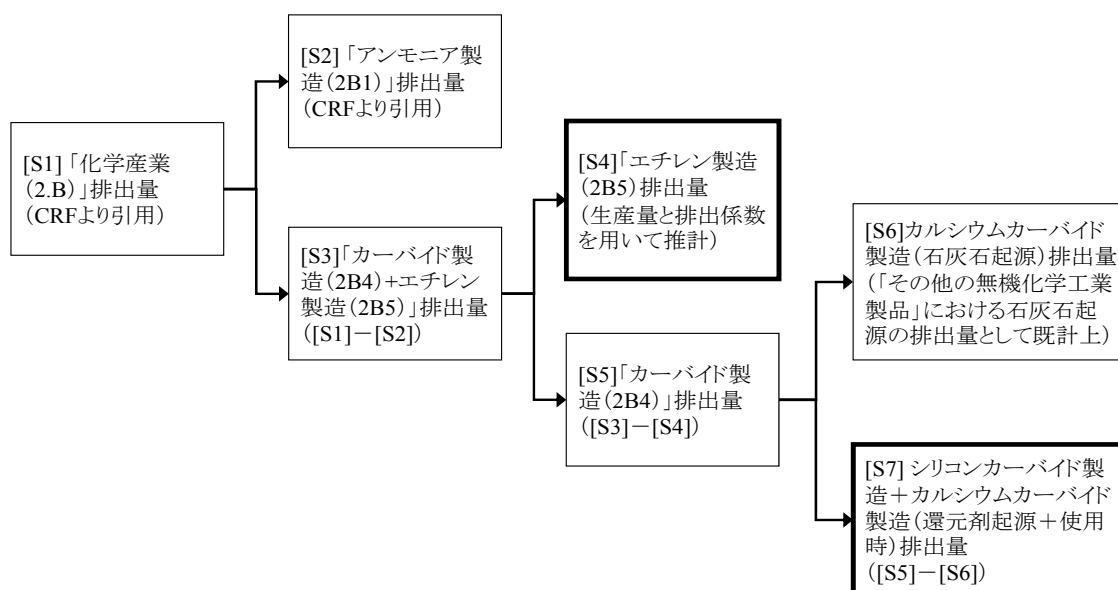 [S1] 「化学産業
(2.B)」排出量
(CRFより引用)
[S2] 「アンモニア製
造(2B1)」排出量
(CRFより引用)
[S3] 「カーバイド製
造(2B4)+エチレン
製造(2B5)」排出量
([S1]－[S2])
[S4]「エチレン製造
(2B5)排出量
(生産量と排出係数
を用いて推計)
[S5]「カーバイド製
造(2B4)」排出量
([S3]－[S4])
[S6]カルシウムカーバイド
製造(石灰石起源)排出量
(「その他の無機化学工業
製品」における石灰石起
源の排出量として既計上)
[S7] シリコンカーバイド製
造＋カルシウムカーバイド
製造(還元剤起源＋使用
時)排出量
([S5]－[S6])